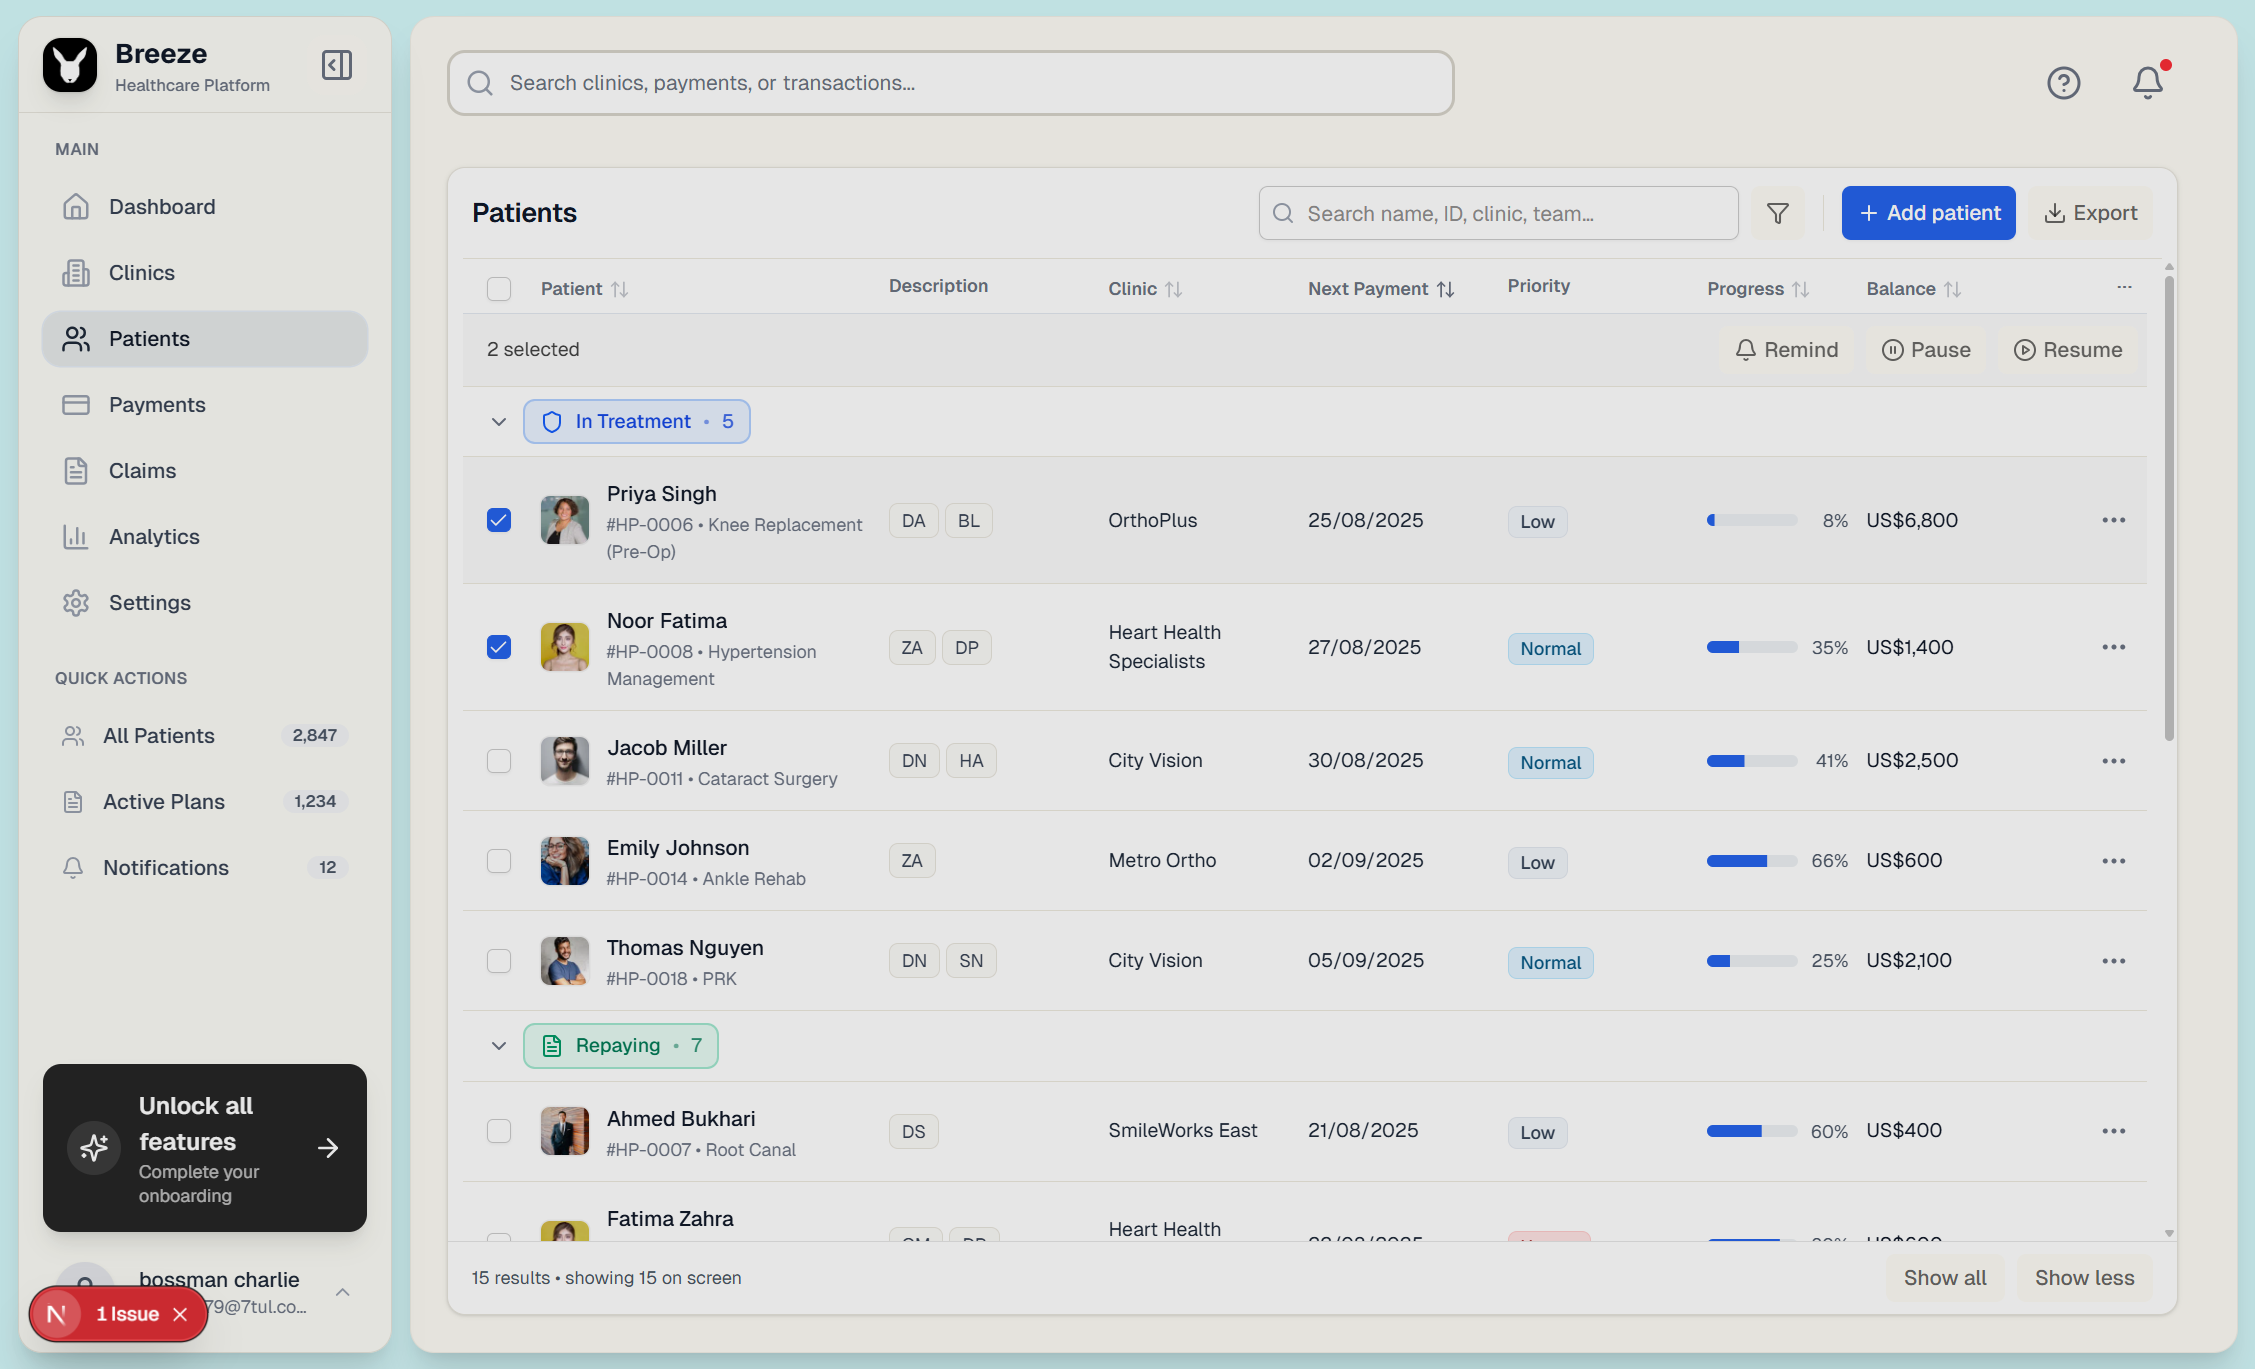 Breeze
Healthcare Platform
MAIN
Dashboard
Clinics
Patients
Payments
Claims
Analytics
Settings
QUICK ACTIONS
All Patients 2,847
Active Plans 1,234
Notifications 12
Unlock all
features
Complete your
onboarding
bossman charlie
79@7tul.co...
N 1 Issue
Search clinics, payments, or transactions...
Patients
Search name, ID, clinic, team...
Add patient
Export
Patient Description Clinic Next Payment Priority Progress Balance ...
2 selected Remind Pause Resume
In Treatment • 5
Priya Singh
#HP-0006 • Knee Replacement
(Pre-Op)
DA BL OrthoPlus 25/08/2025 Low 8% US$6,800
Noor Fatima
#HP-0008 • Hypertension
Management
ZA DP
Heart Health
Specialists
27/08/2025 Normal 35% US$1,400
Jacob Miller
#HP-0011 • Cataract Surgery
DN HA City Vision 30/08/2025 Normal 41% US$2,500
Emily Johnson
#HP-0014 • Ankle Rehab
ZA Metro Ortho 02/09/2025 Low 66% US$600
Thomas Nguyen
#HP-0018 • PRK
DN SN City Vision 05/09/2025 Normal 25% US$2,100
Repaying • 7
Ahmed Bukhari
#HP-0007 • Root Canal
DS SmileWorks East 21/08/2025 Low 60% US$400
Fatima Zahra
Heart Health
15 results • showing 15 on screen
Show all Show less